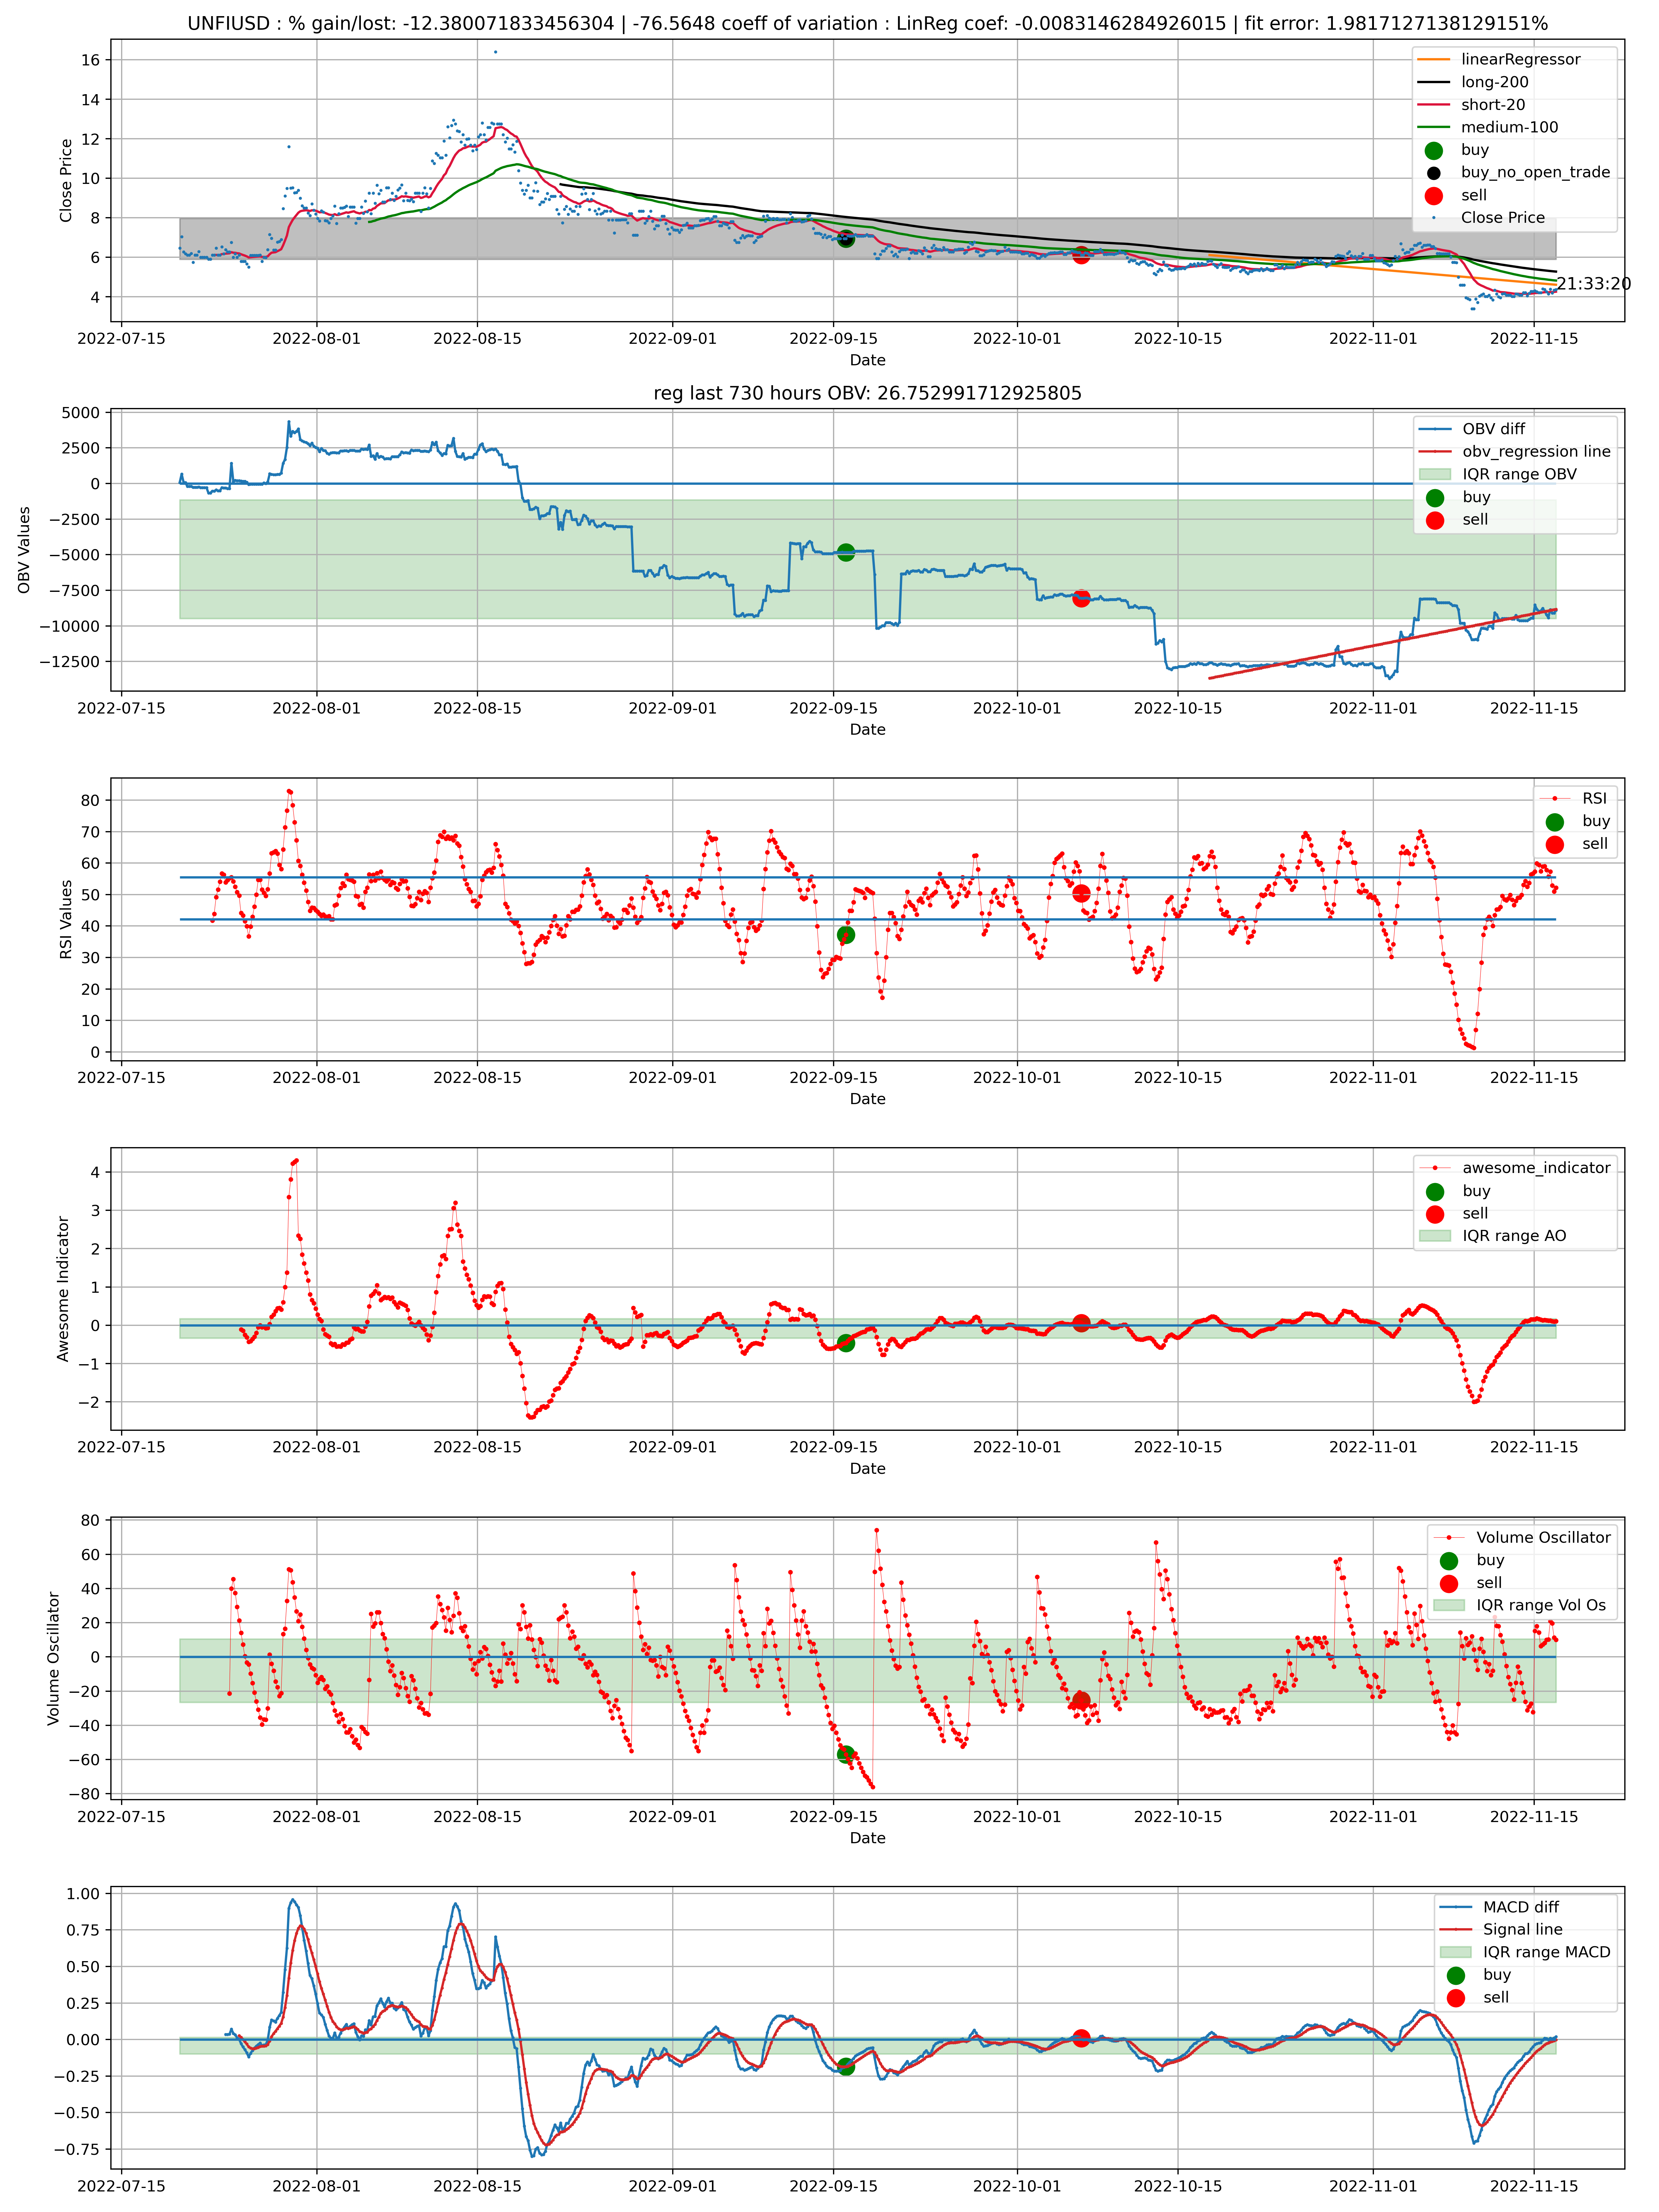 UNFIUSD : % gain/lost: -12.380071833456304 | -76.5648 coeff of variation : LinReg coef: -0.0083146284926015 | fit error: 1.9817127138129151%
linearRegressor
long-200
short-20
medium-100
buy
buy_no_open_trade
sell
Close Price
16
14
12
10
8
6
4
Close Price
21:33:20
2022-07-15 2022-08-01 2022-08-15 2022-09-01 2022-09-15 2022-10-01 2022-10-15 2022-11-01 2022-11-15
Date
reg last 730 hours OBV: 26.752991712925805
OBV diff
obv_regression line
IQR range OBV
buy
sell
5000
2500
0
−2500
−5000
−7500
−10000
−12500
OBV Values
2022-07-15 2022-08-01 2022-08-15 2022-09-01 2022-09-15 2022-10-01 2022-10-15 2022-11-01 2022-11-15
Date
RSI
buy
sell
80
70
60
50
40
30
20
10
0
RSI Values
2022-07-15 2022-08-01 2022-08-15 2022-09-01 2022-09-15 2022-10-01 2022-10-15 2022-11-01 2022-11-15
Date
awesome_indicator
buy
sell
IQR range AO
4
3
2
1
0
−1
−2
Awesome Indicator
2022-07-15 2022-08-01 2022-08-15 2022-09-01 2022-09-15 2022-10-01 2022-10-15 2022-11-01 2022-11-15
Date
Volume Oscillator
buy
sell
IQR range Vol Os
80
60
40
20
0
−20
−40
−60
−80
Volume Oscillator
2022-07-15 2022-08-01 2022-08-15 2022-09-01 2022-09-15 2022-10-01 2022-10-15 2022-11-01 2022-11-15
Date
MACD diff
Signal line
IQR range MACD
buy
sell
1.00
0.75
0.50
0.25
0.00
−0.25
−0.50
−0.75
2022-07-15 2022-08-01 2022-08-15 2022-09-01 2022-09-15 2022-10-01 2022-10-15 2022-11-01 2022-11-15